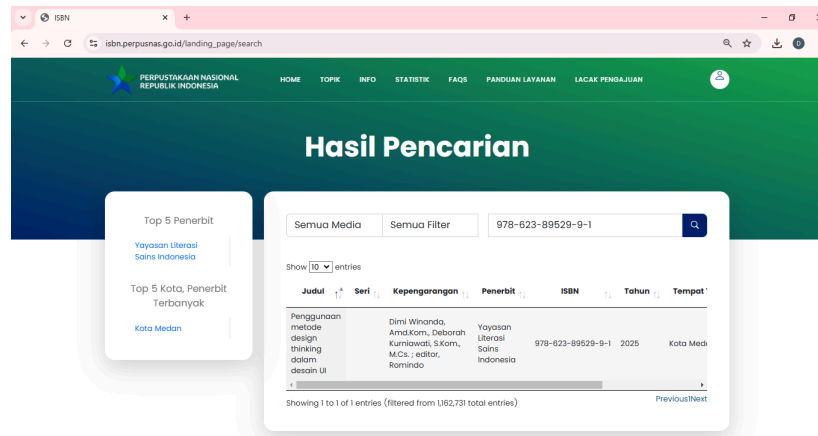 ISBN
isbn.perpusnas.go.id/landing_page/search
D
PERPUSTAKAAN NASIONAL
REPUBLIK INDONESIA
HOME TOPIK INFO STATISTIK FAQS PANDUAN LAYANAN LACAK PENGAJUAN
Hasil Pencarian
Top 5 Penerbit
Yayasan Literasi
Sains Indonesia
Top 5 Kota, Penerbit
Terbanyak
Kota Medan
Semua Media Semua Filter 978-623-89529-9-1
Show 10 entries
Judul Seri Kepengarangan Penerbit ISBN Tahun Tempat
Penggunaan
metode
design
thinking
dalam
desain UI
Dimi Winanda,
Amd.Kom., Deborah
Kurniawati, S.Kom.,
M.Cs. ; editor,
Romindo
Yayasan
Literasi
Sains
Indonesia
978-623-89529-9-1
2025
Kota Med
Showing 1 to 1 of 1 entries (filtered from 1,162,731 total entries)
Previous1Next